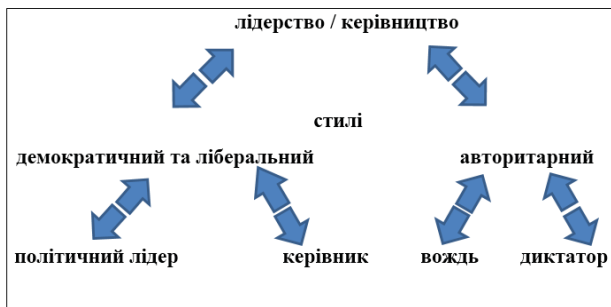 лідерство / керівництво
стилі
демократичний та ліберальний авторитарний
політичний лідер керівник вождь диктатор